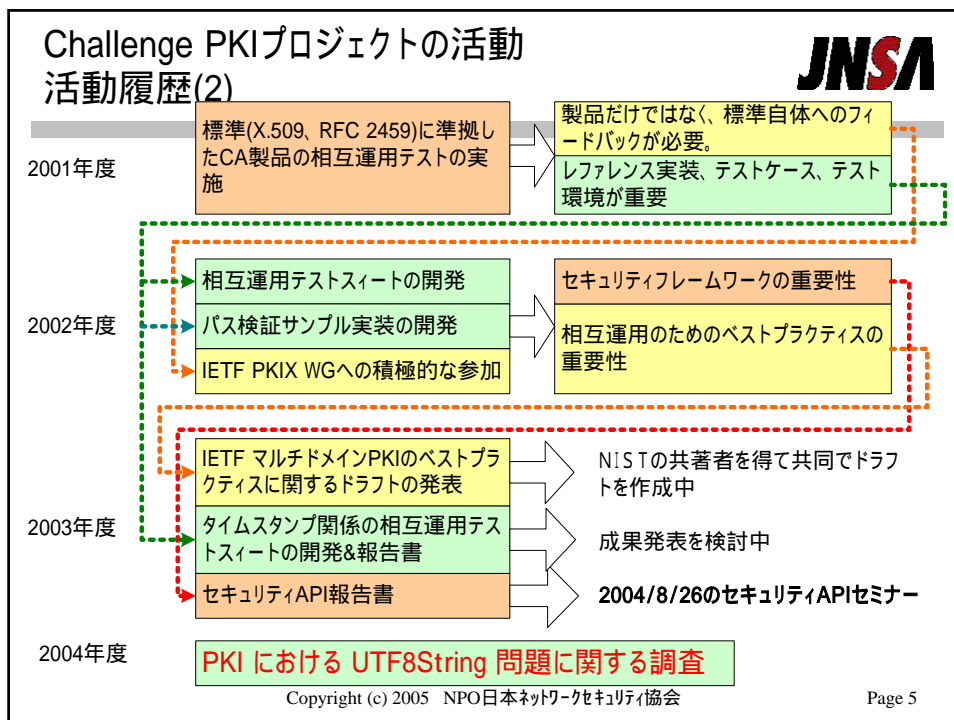 Challenge PKIプロジェクトの活動
活動履歴(2)
JNSA
2001年度
標準(X.509、RFC 2459)に準拠し
たCA製品の相互運用テストの実
施
製品だけではなく、標準自体へのフィ
ードバックが必要。
レファレンス実装、テストケース、テスト
環境が重要
2002年度
相互運用テストスィートの開発
パス検証サンプル実装の開発
IETF PKIX WGへの積極的な参加
セキュリティフレームワークの重要性
相互運用のためのベストプラクティスの
重要性
2003年度
IETF マルチドメインPKIのベストプラ
クティスに関するドラフトの発表
タイムスタンプ関係の相互運用テ
ストスィートの開発&報告書
セキュリティAPI報告書
NISTの共著者を得て共同でドラフ
トを作成中
成果発表を検討中
2004/8/26のセキュリティAPIセミナー
2004年度
PKI における UTF8String 問題に関する調査
Copyright (c) 2005 NPO日本ネットワークセキュリティ協会
Page 5